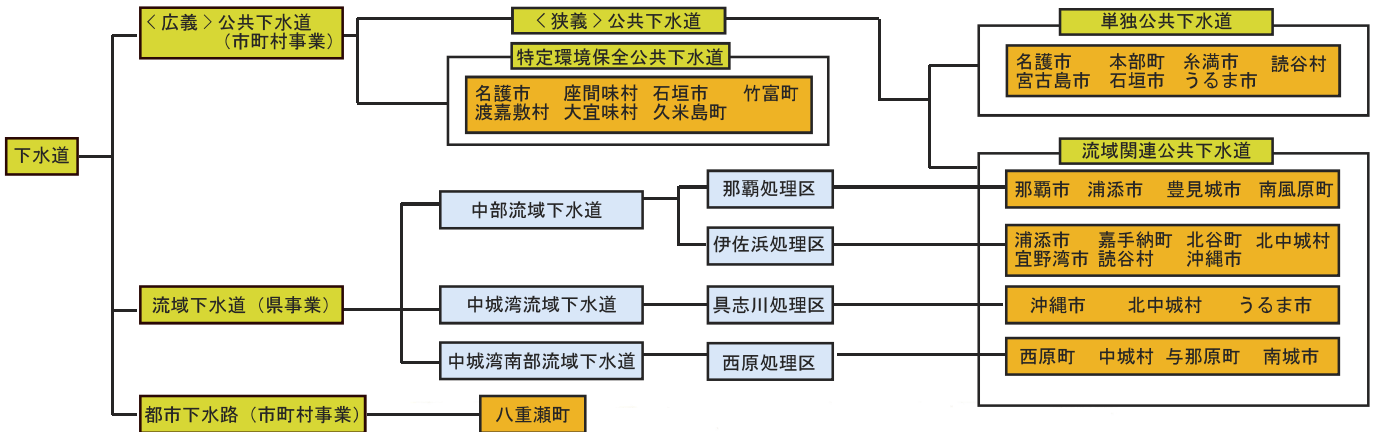 下水道
〈広義〉公共下水道
（市町村事業）
〈狭義〉公共下水道
特定環境保全公共下水道
名護市 座間味村 石垣市 竹富町
渡嘉敷村 大宜味村 久米島町
単独公共下水道
名護市 本部町 糸満市 読谷村
宮古島市 石垣市 うるま市
流域関連公共下水道
流域下水道（県事業）
中部流域下水道
那覇処理区
那覇市 浦添市 豊見城市 南風原町
伊佐浜処理区
浦添市 嘉手納町 北谷町 北中城村
宜野湾市 読谷村 沖縄市
中城湾流域下水道
具志川処理区
沖縄市 北中城村 うるま市
中城湾南部流域下水道
西原処理区
西原町 中城村 与那原町 南城市
都市下水路（市町村事業）
八重瀬町